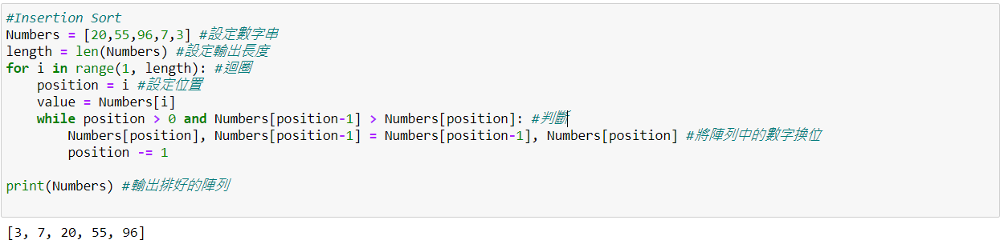 #Insertion Sort
Numbers = [20,55,96,7,3] #設定數字串
length = len(Numbers) #設定輸出長度
for i in range(1, length): #迴圈
    position = i #設定位置
    value = Numbers[i]
    while position > 0 and Numbers[position-1] > Numbers[position]: #判斷
        Numbers[position], Numbers[position-1] = Numbers[position-1], Numbers[position] #將陣列中的數字換位
        position -= 1
print(Numbers) #輸出排好的陣列
[3, 7, 20, 55, 96]